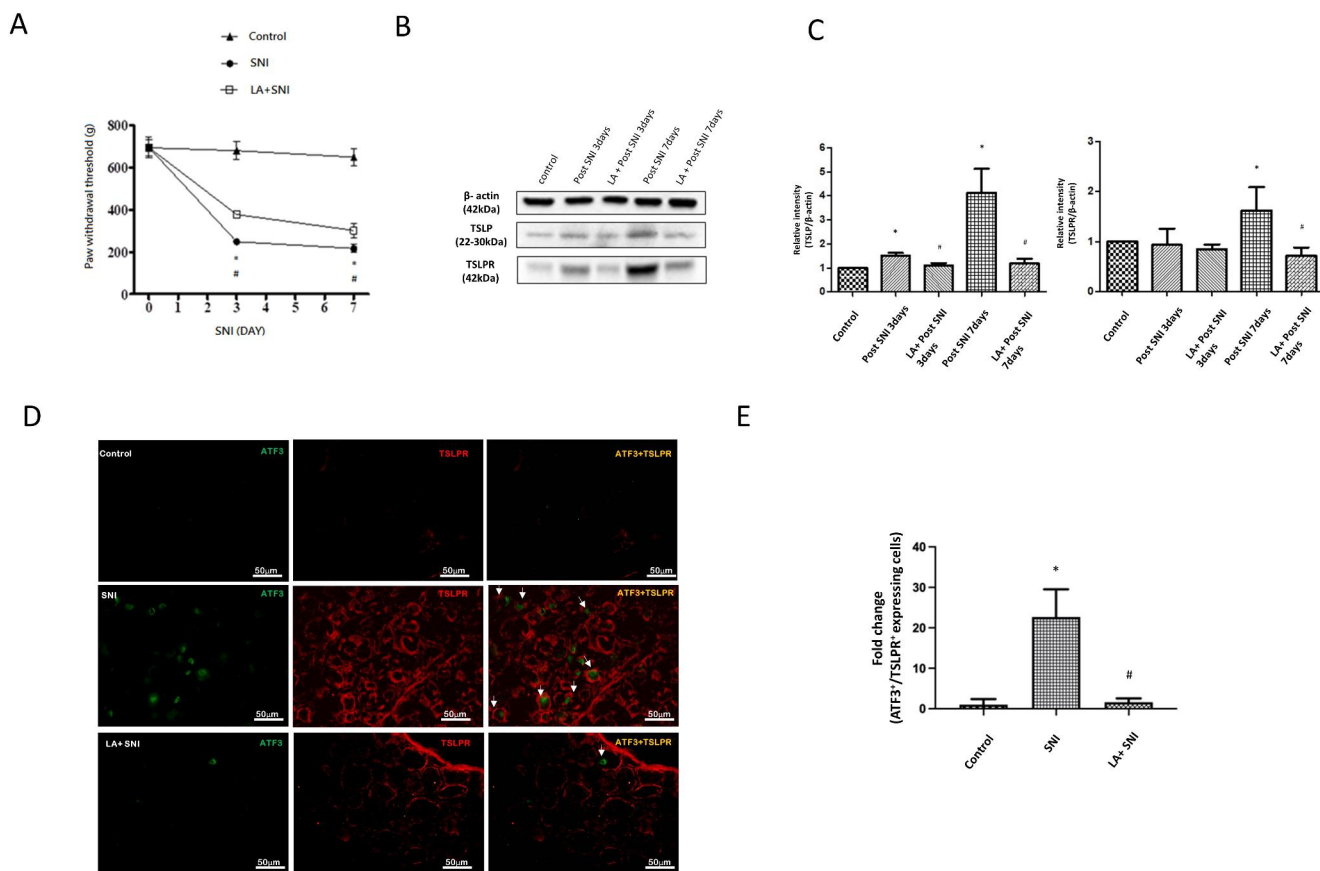 A
Control
SNI
LA+SNI
Paw withdrawal threshold (g)
800
600
400
200
0
0 1 2 3 4 5 6 7
*
#
*
#
SNI (DAY)
B
control
Post SNI 3days
LA + Post SNI 3days
Post SNI 7days
LA + Post SNI 7days
β- actin
(42kDa)
TSLP
(22-30kDa)
TSLPR
(42kDa)
C
Relative intensity
(TSLP/β-actin)
6
5
4
3
2
1
0
*
#
*
#
Control
Post SNI 3days
LA+ Post SNI
3days
Post SNI 7days
LA+ Post SNI
7days
Relative intensity
(TSLPR/β-actin)
3
2
1
0
*
#
Control
Post SNI 3days
LA+ Post SNI
3days
Post SNI 7days
LA+ Post SNI
7days
D
Control ATF3
50µm
TSLPR
50µm
ATF3+TSLPR
50µm
SNI ATF3
50µm
TSLPR
50µm
ATF3+TSLPR
50µm
LA+ SNI ATF3
50µm
TSLPR
50µm
ATF3+TSLPR
50µm
E
Fold change
(ATF3⁺/TSLPR⁺ expressing cells)
40
30
20
10
0
*
#
Control
SNI
LA+ SNI